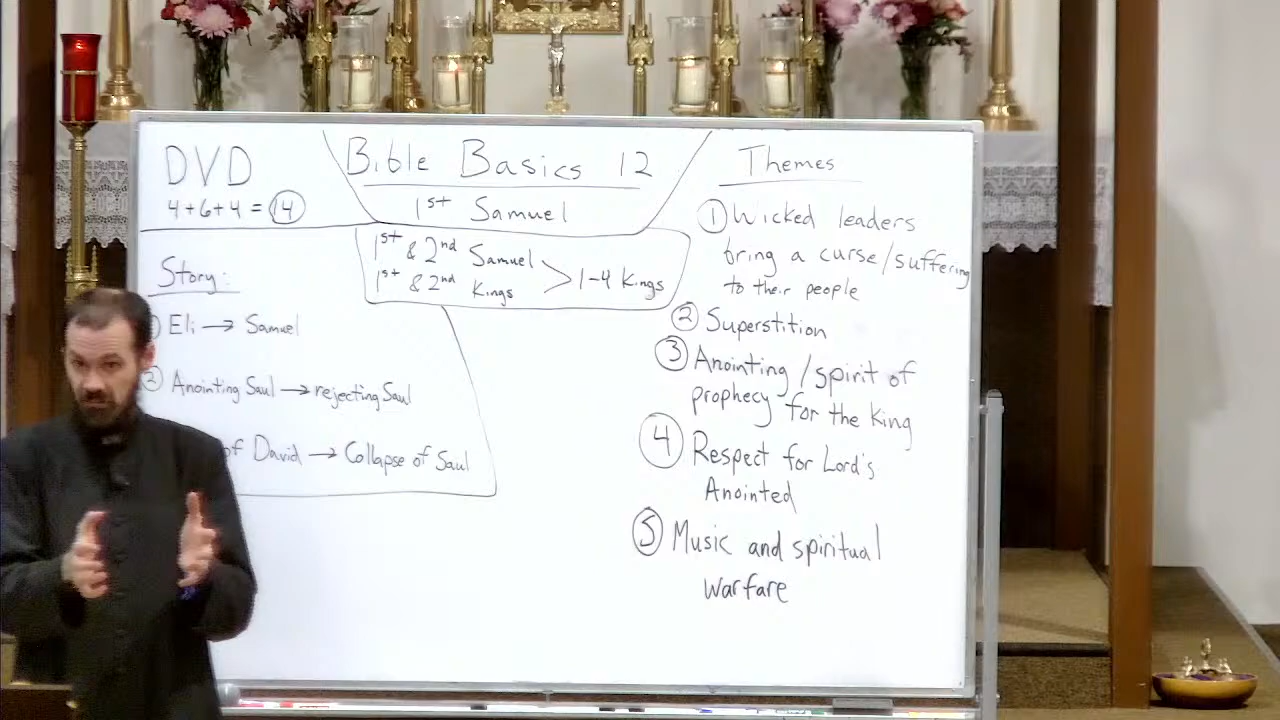 DVD
4+6+4 = 14
Bible Basics 12
1st Samuel
1st & 2nd Samuel
1st & 2nd Kings
> 1-4 Kings
Story:
Eli → Samuel
2 Anointing Saul → rejecting Saul
of David → Collapse of Saul
Themes
1 Wicked leaders
bring a curse/suffering
to their people
2 Superstition
3 Anointing/spirit of
prophecy for the king
4 Respect for Lord's
Anointed
5 Music and spiritual
warfare